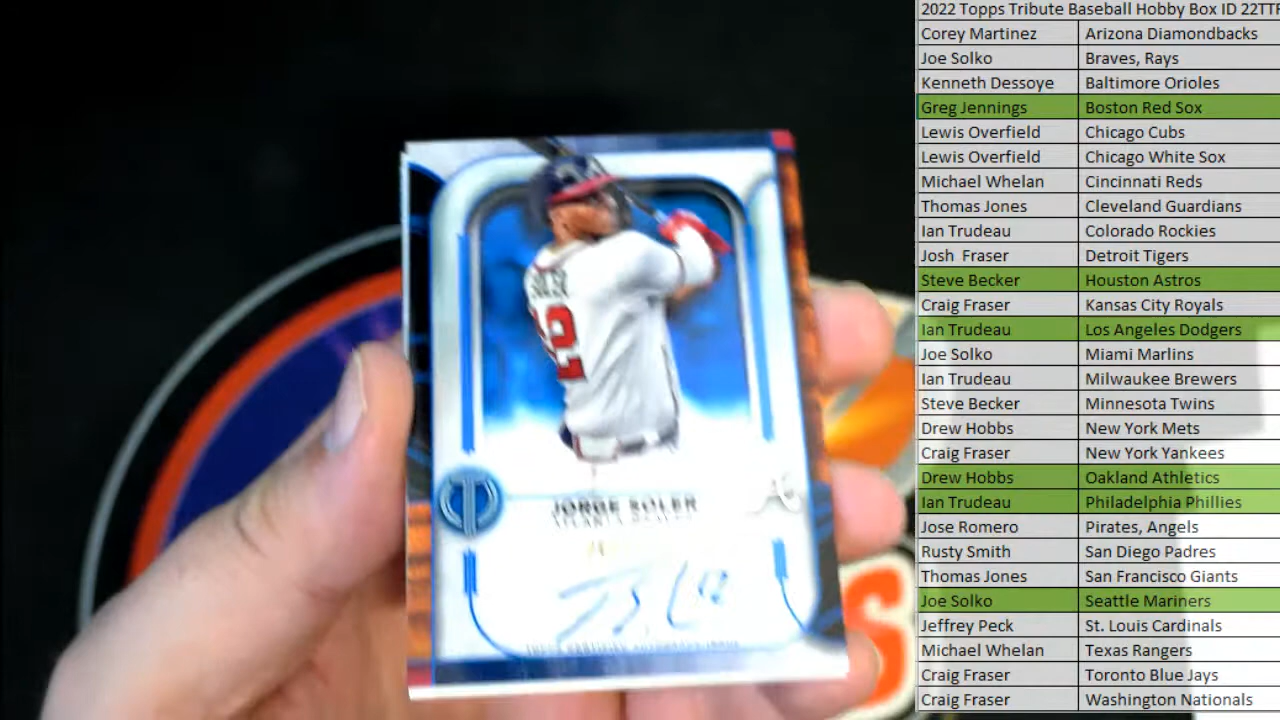 2022 Topps Tribute Baseball Hobby Box ID 22TTF
Corey Martinez Arizona Diamondbacks
Joe Solko Braves, Rays
Kenneth Dessoye Baltimore Orioles
Greg Jennings Boston Red Sox
Lewis Overfield Chicago Cubs
Lewis Overfield Chicago White Sox
Michael Whelan Cincinnati Reds
Thomas Jones Cleveland Guardians
Ian Trudeau Colorado Rockies
Josh Fraser Detroit Tigers
Steve Becker Houston Astros
Craig Fraser Kansas City Royals
Ian Trudeau Los Angeles Dodgers
Joe Solko Miami Marlins
Ian Trudeau Milwaukee Brewers
Steve Becker Minnesota Twins
Drew Hobbs New York Mets
Craig Fraser New York Yankees
Drew Hobbs Oakland Athletics
Ian Trudeau Philadelphia Phillies
Jose Romero Pirates, Angels
Rusty Smith San Diego Padres
Thomas Jones San Francisco Giants
Joe Solko Seattle Mariners
Jeffrey Peck St. Louis Cardinals
Michael Whelan Texas Rangers
Craig Fraser Toronto Blue Jays
Craig Fraser Washington Nationals
SOLER
12
JORGE SOLER
ATLANTA BRAVES
TOPPS CERTIFIED AUTOGRAPH ISSUE